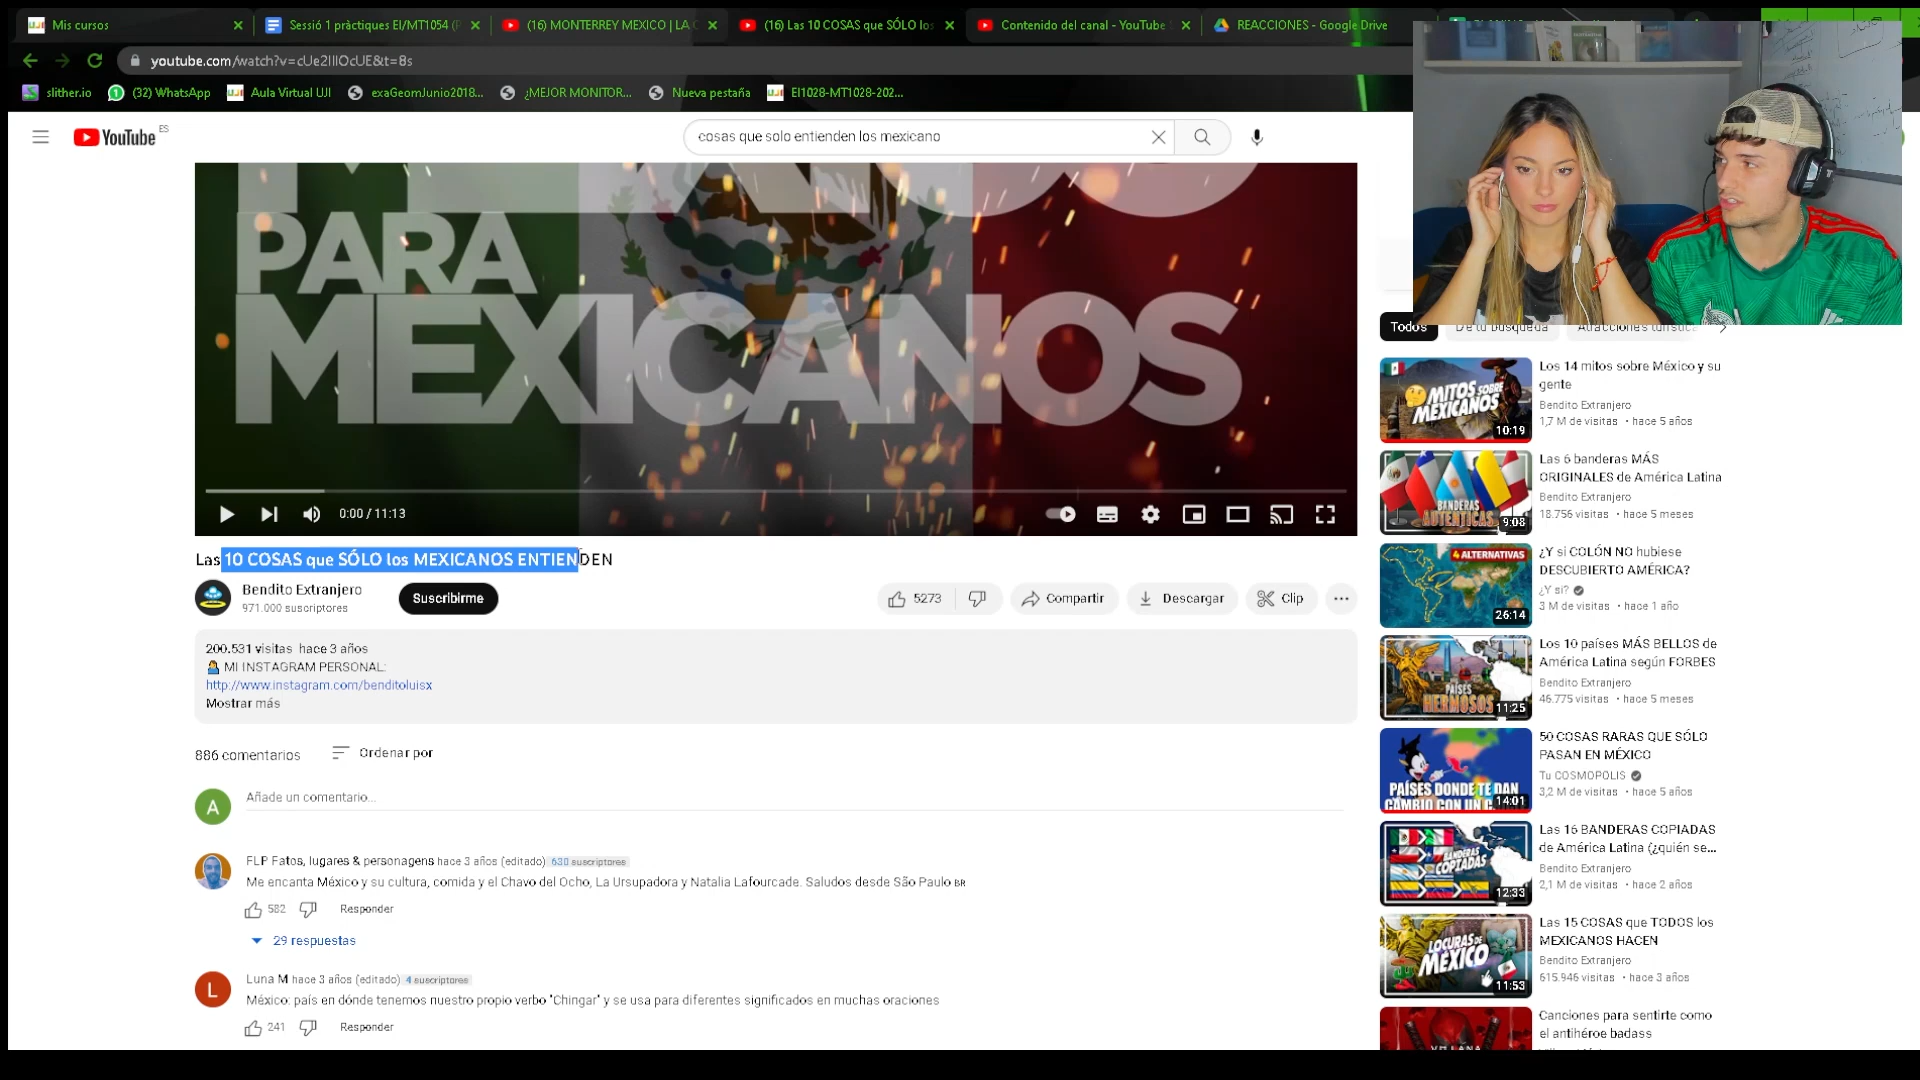 Mis cursos
Sessió 1 pràctiques EI/MT1054 (P
(16) MONTERREY MEXICO | LA C
(16) Las 10 COSAS que SÓLO los
Contenido del canal - YouTube
REACCIONES - Google Drive
youtube.com/watch?v=cUe2IIIOcUE&t=8s
slither.io
(32) WhatsApp
Aula Virtual UJI
exaGeomJunio2018...
¿MEJOR MONITOR...
Nueva pestaña
EI1028-MT1028-202...
YouTube ES
cosas que solo entienden los mexicano
PARA
MEXICANOS
0:00 / 11:13
Las 10 COSAS que SÓLO los MEXICANOS ENTIENDEN
Bendito Extranjero
971.000 suscriptores
Suscribirme
5273
Compartir
Descargar
Clip
200.531 visitas hace 3 años
MI INSTAGRAM PERSONAL:
http://www.instagram.com/benditoluisx
Mostrar más
886 comentarios
Ordenar por
A
Añade un comentario...
FLP Fatos, lugares & personagens hace 3 años (editado) 630 suscriptores
Me encanta México y su cultura, comida y el Chavo del Ocho, La Ursupadora y Natalia Lafourcade. Saludos desde São Paulo BR
582
Responder
29 respuestas
L
Luna M hace 3 años (editado) 4 suscriptores
México: país en dónde tenemos nuestro propio verbo "Chingar" y se usa para diferentes significados en muchas oraciones
241
Responder
Todos
De tu búsqueda
MITOS SOBRE
MEXICANOS
10:19
Los 14 mitos sobre México y su
gente
Bendito Extranjero
1,7 M de visitas • hace 5 años
BANDERAS
AUTÉNTICAS
9:08
Las 6 banderas MÁS
ORIGINALES de América Latina
Bendito Extranjero
18.756 visitas • hace 5 meses
4 ALTERNATIVAS
26:14
¿Y si COLÓN NO hubiese
DESCUBIERTO AMÉRICA?
¿Y si?
3 M de visitas • hace 1 año
PAÍSES
HERMOSOS
11:25
Los 10 países MÁS BELLOS de
América Latina según FORBES
Bendito Extranjero
46.775 visitas • hace 5 meses
PAÍSES DONDE TE DAN
CAMBIO CON UN
14:01
50 COSAS RARAS QUE SÓLO
PASAN EN MÉXICO
Tu COSMOPOLIS
3,2 M de visitas • hace 5 años
BANDERAS
COPIADAS
12:33
Las 16 BANDERAS COPIADAS
de América Latina (¿quién se...
Bendito Extranjero
2,1 M de visitas • hace 2 años
LOCURAS DE
MÉXICO
11:53
Las 15 COSAS que TODOS los
MEXICANOS HACEN
Bendito Extranjero
615.946 visitas • hace 3 años
Canciones para sentirte como
el antihéroe badass